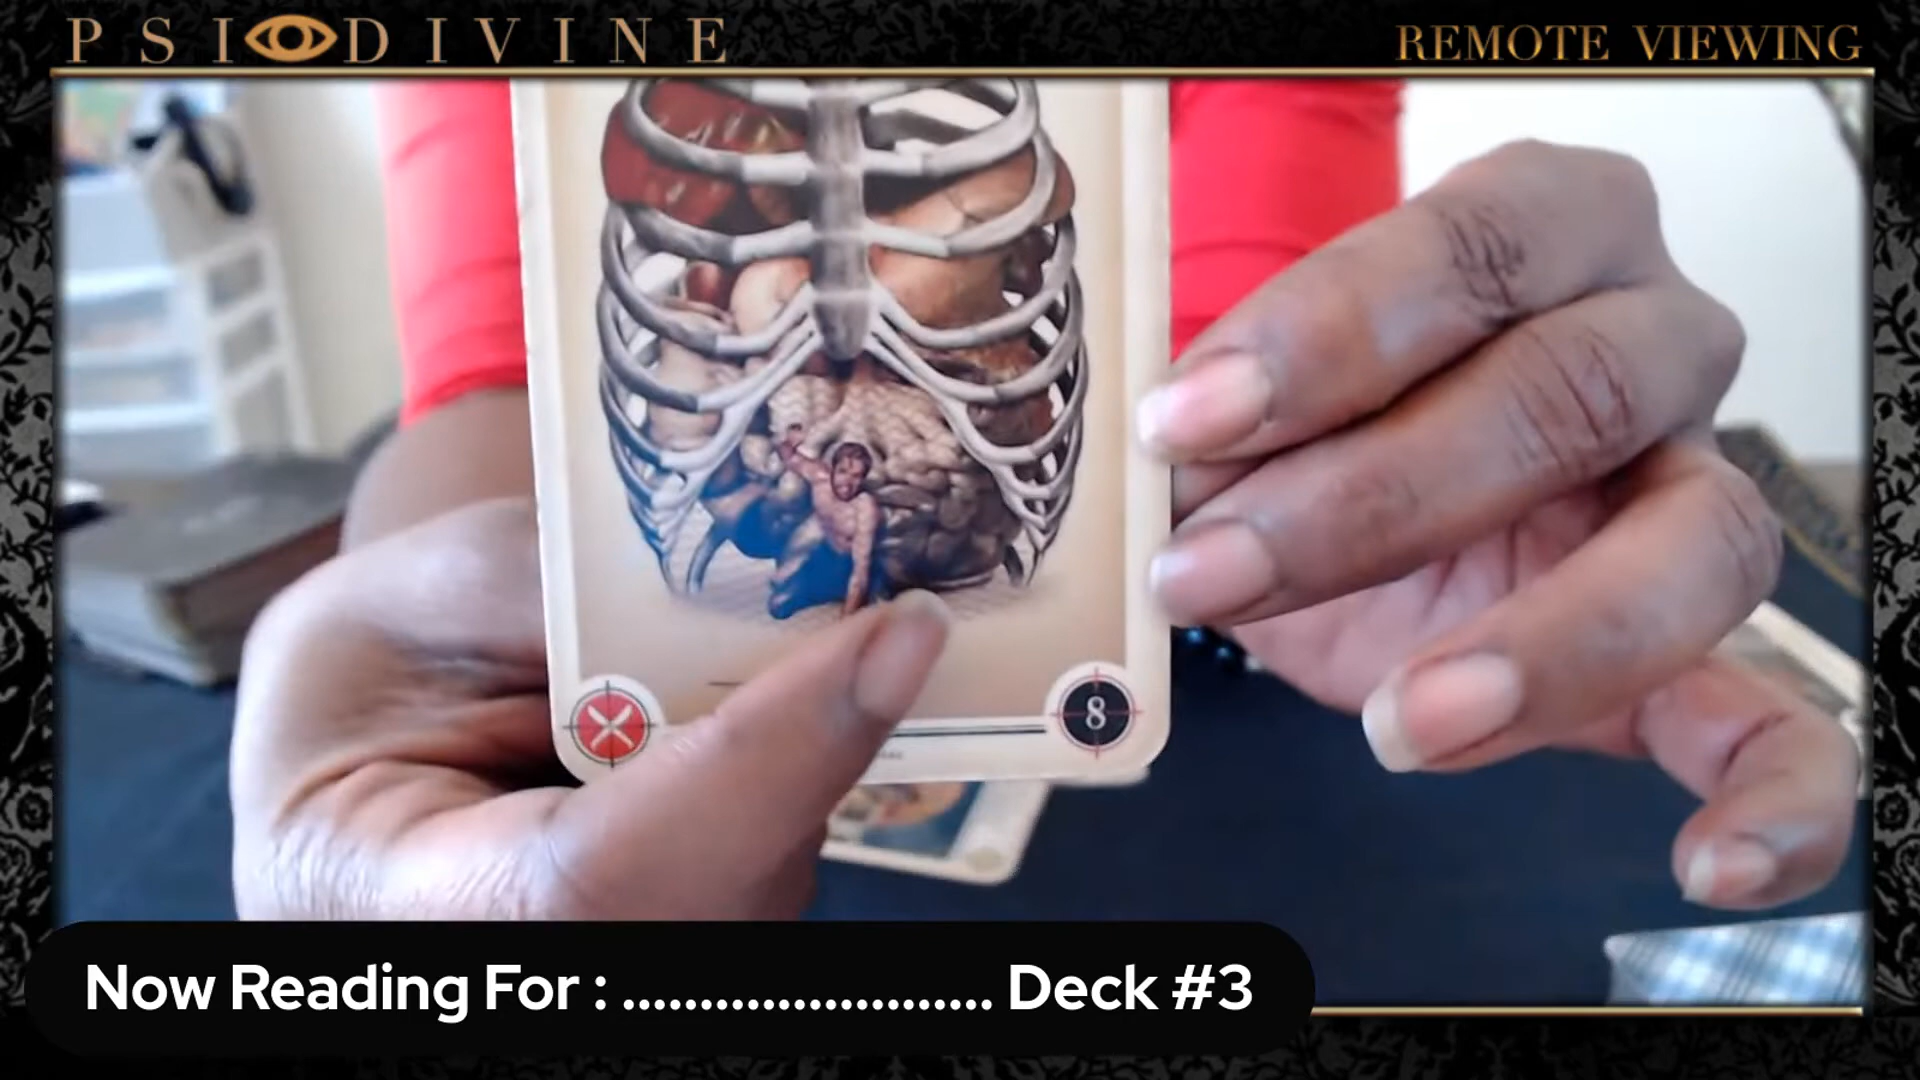 PSI DIVINE
REMOTE VIEWING
8
Now Reading For : ....................... Deck #3